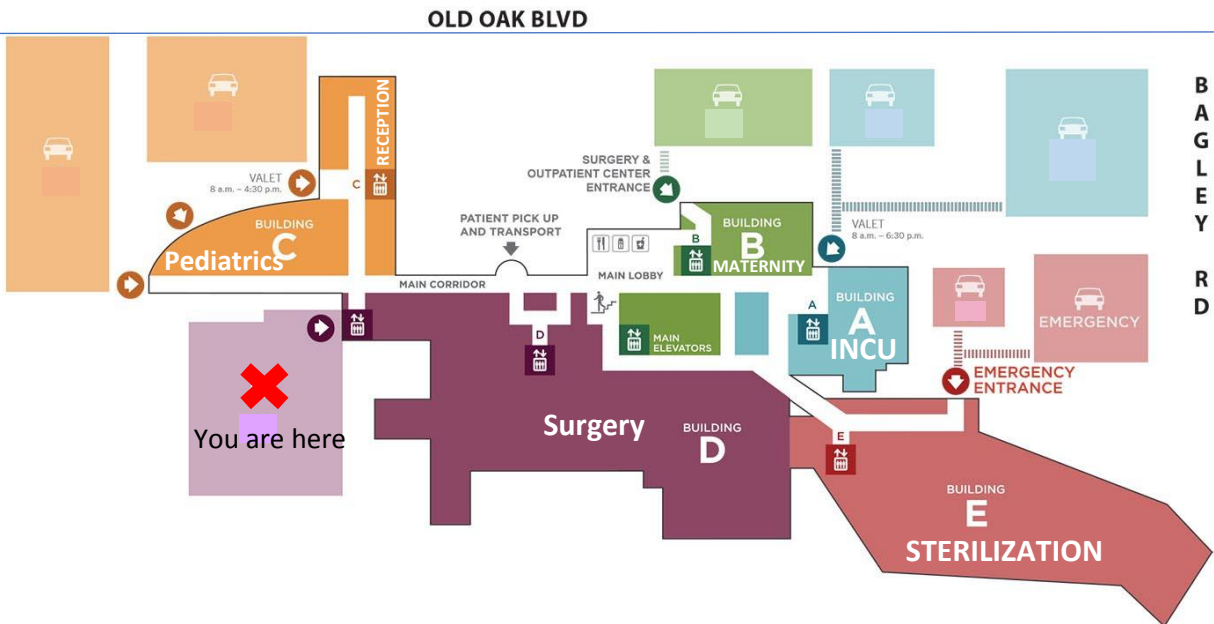 OLD OAK BLVD
BAGLEY RD
RECEPTION
VALET
8 a.m. – 4:30 p.m.
C
BUILDING
C
Pediatrics
SURGERY &
OUTPATIENT CENTER
ENTRANCE
PATIENT PICK UP
AND TRANSPORT
BUILDING
B
MATERNITY
B
VALET
8 a.m. – 6:30 p.m.
MAIN LOBBY
MAIN CORRIDOR
A
BUILDING
A
INCU
EMERGENCY
D
MAIN
ELEVATORS
EMERGENCY
ENTRANCE
You are here
Surgery
BUILDING
D
E
BUILDING
E
STERILIZATION